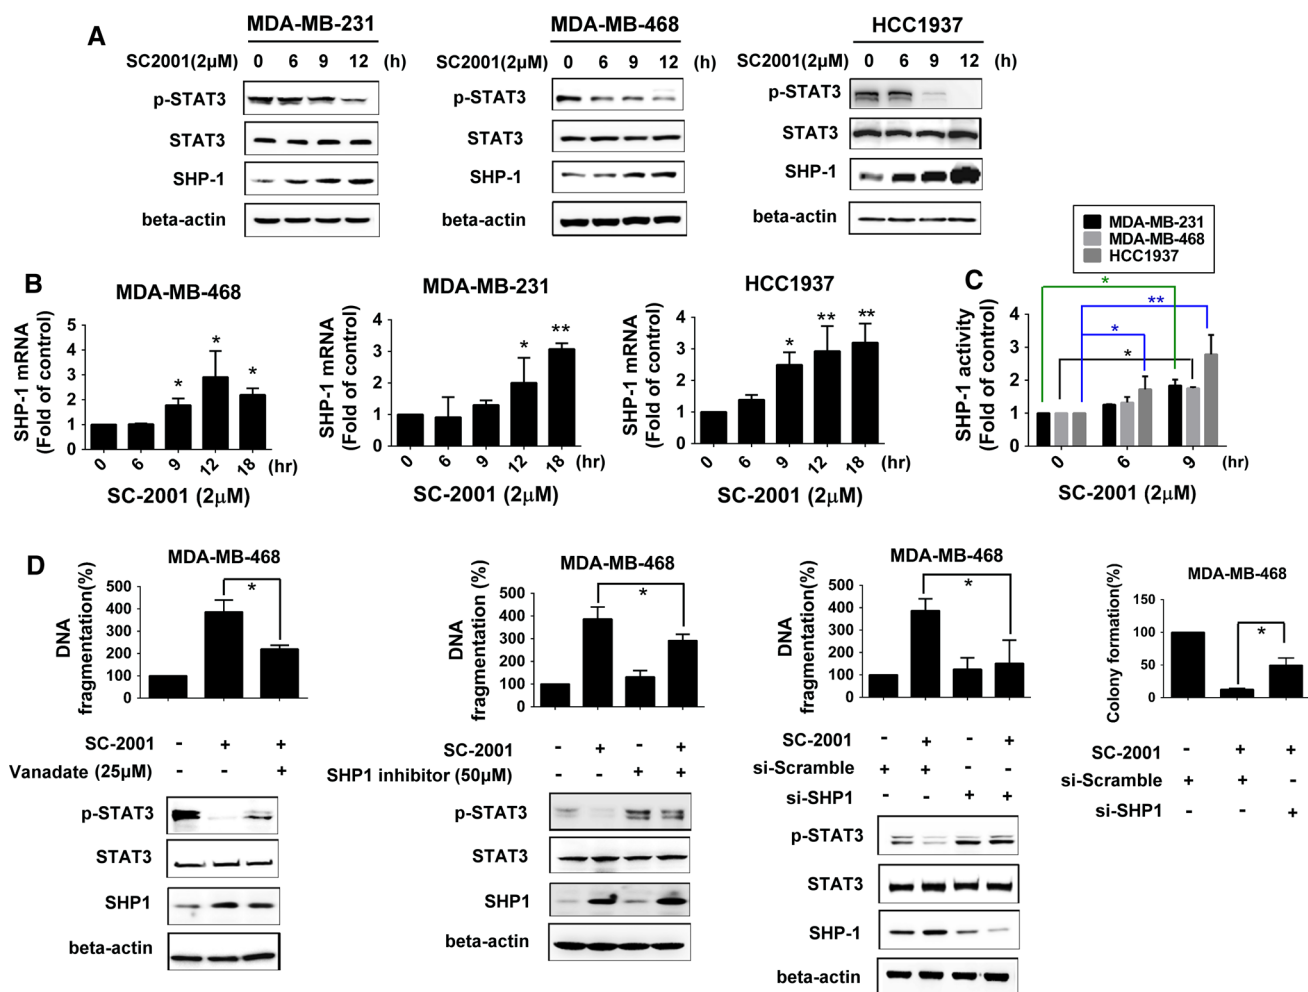 A
MDA-MB-231
SC2001(2μM) 0 6 9 12 (h)
p-STAT3
STAT3
SHP-1
beta-actin
MDA-MB-468
SC2001(2μM) 0 6 9 12 (h)
p-STAT3
STAT3
SHP-1
beta-actin
HCC1937
SC2001(2μM) 0 6 9 12 (h)
p-STAT3
STAT3
SHP-1
beta-actin
B
MDA-MB-468
SHP-1 mRNA
(Fold of control)
5
4
3
2
1
0
* * *
0 6 9 12 18 (hr)
SC-2001 (2μM)
MDA-MB-231
SHP-1 mRNA
(Fold of control)
4
3
2
1
0
* **
0 6 9 12 18 (hr)
SC-2001 (2μM)
HCC1937
SHP-1 mRNA
(Fold of control)
4
3
2
1
0
* ** **
0 6 9 12 18 (hr)
SC-2001 (2μM)
C
MDA-MB-231
MDA-MB-468
HCC1937
SHP-1 activity
(Fold of control)
4
3
2
1
0
*
**
*
*
0 6 9 (hr)
SC-2001 (2μM)
D
MDA-MB-468
DNA
fragmentation(%)
500
400
300
200
100
0
*
SC-2001 - + +
Vanadate (25μM) - - +
p-STAT3
STAT3
SHP1
beta-actin
MDA-MB-468
DNA
fragmentation (%)
500
400
300
200
100
0
*
SC-2001 - + - +
SHP1 inhibitor (50μM) - - + +
p-STAT3
STAT3
SHP1
beta-actin
MDA-MB-468
DNA
fragmentation(%)
500
400
300
200
100
0
*
SC-2001 - + - +
si-Scramble + + - -
si-SHP1 - - + +
p-STAT3
STAT3
SHP-1
beta-actin
MDA-MB-468
Colony formation(%)
150
100
50
0
*
SC-2001 - + +
si-Scramble + + -
si-SHP1 - - +